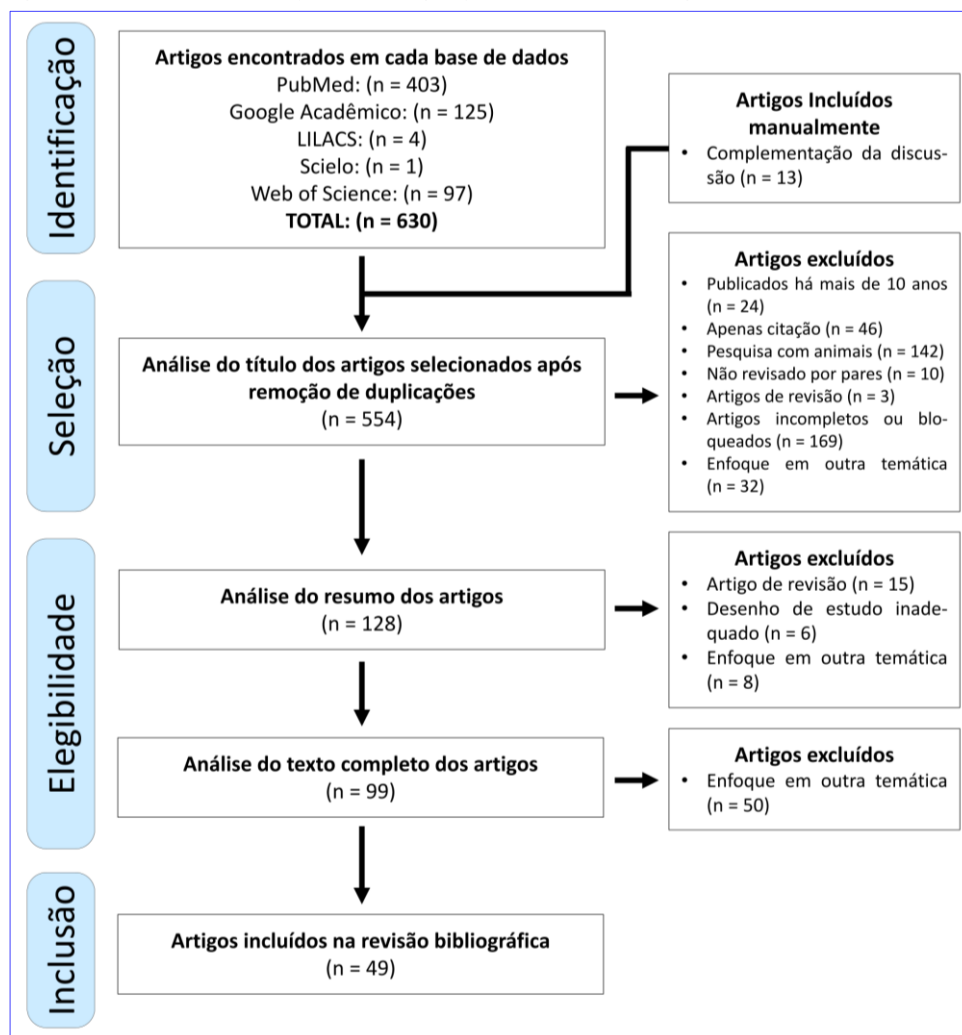 Identificação
Artigos encontrados em cada base de dados
PubMed: (n = 403)
Google Acadêmico: (n = 125)
LILACS: (n = 4)
Scielo: (n = 1)
Web of Science: (n = 97)
TOTAL: (n = 630)
Artigos Incluídos
manualmente
• Complementação da discus-
são (n = 13)
Seleção
Análise do título dos artigos selecionados após
remoção de duplicações
(n = 554)
Artigos excluídos
• Publicados há mais de 10 anos
(n = 24)
• Apenas citação (n = 46)
• Pesquisa com animais (n = 142)
• Não revisado por pares (n = 10)
• Artigos de revisão (n = 3)
• Artigos incompletos ou blo-
queados (n = 169)
• Enfoque em outra temática
(n = 32)
Elegibilidade
Análise do resumo dos artigos
(n = 128)
Artigos excluídos
• Artigo de revisão (n = 15)
• Desenho de estudo inade-
quado (n = 6)
• Enfoque em outra temática
(n = 8)
Análise do texto completo dos artigos
(n = 99)
Artigos excluídos
• Enfoque em outra temática
(n = 50)
Inclusão
Artigos incluídos na revisão bibliográfica
(n = 49)